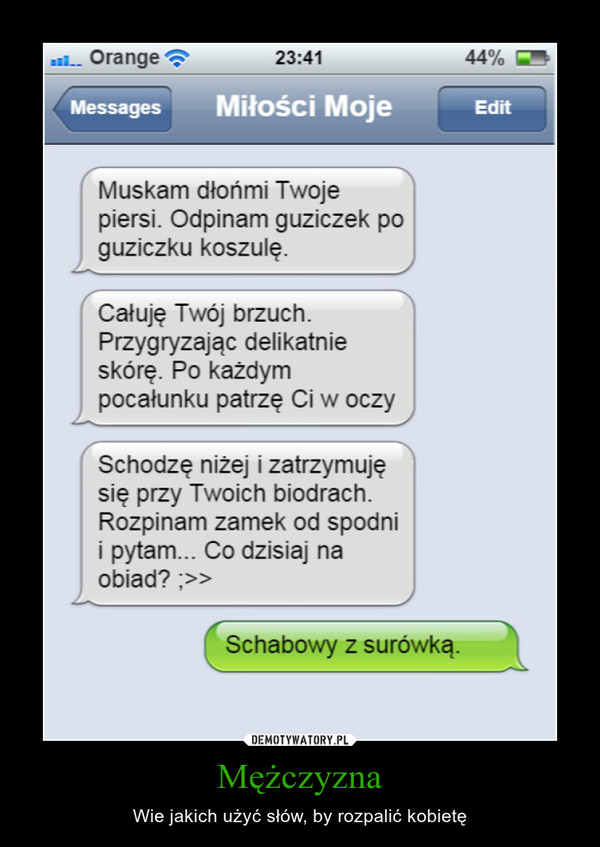 Orange 23:41 44%
Messages Miłości Moje Edit
Muskam dłońmi Twoje
piersi. Odpinam guziczek po
guziczku koszulę.
Całuję Twój brzuch.
Przygryzając delikatnie
skórę. Po każdym
pocałunku patrzę Ci w oczy
Schodzę niżej i zatrzymuję
się przy Twoich biodrach.
Rozpinam zamek od spodni
i pytam... Co dzisiaj na
obiad? ;>>
Schabowy z surówką.
DEMOTYWATORY.PL
Mężczyzna
Wie jakich użyć słów, by rozpalić kobietę